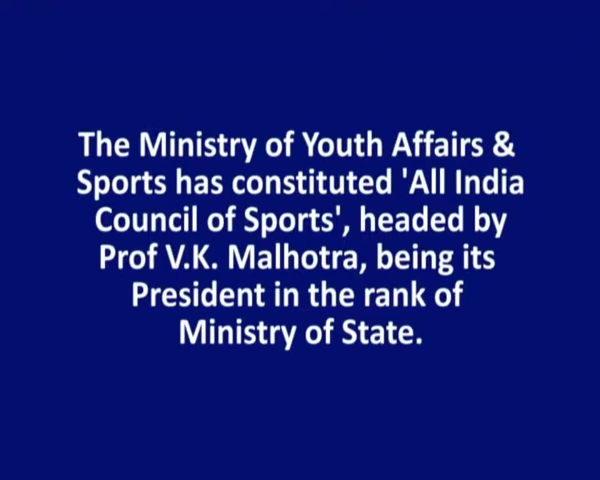 The Ministry of Youth Affairs &
Sports has constituted 'All India
Council of Sports', headed by
Prof V.K. Malhotra, being its
President in the rank of
Ministry of State.